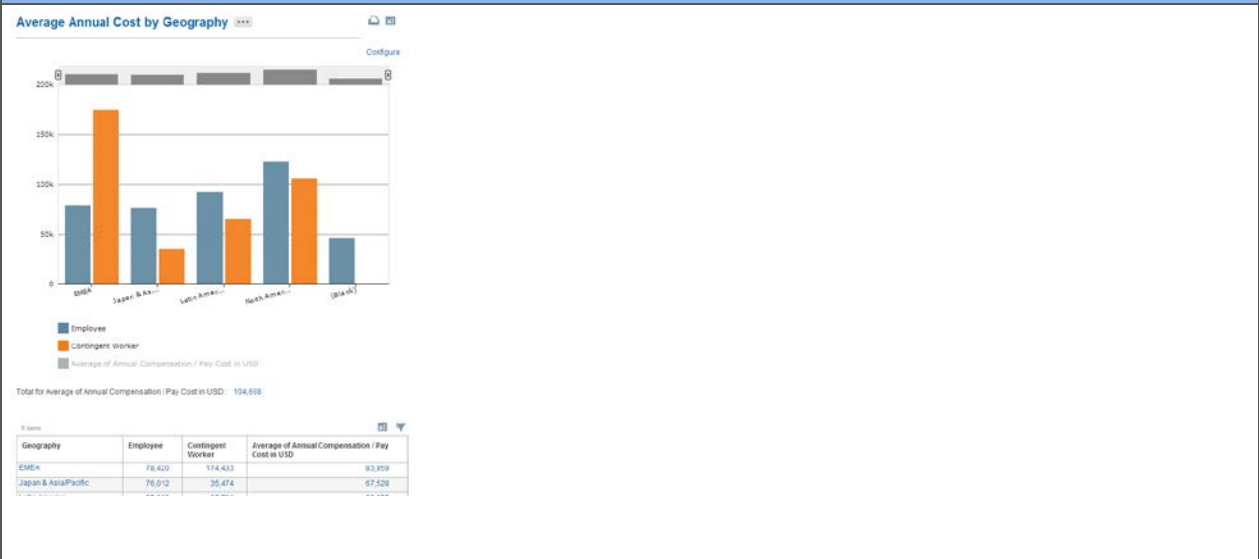 Average Annual Cost by Geography
Configure
200k
150k
100k
50k
0
EMEA
Japan & As...
Latin Amer...
North Amer...
(Blank)
Employee
Contingent Worker
Average of Annual Compensation / Pay Cost in USD
Total for Average of Annual Compensation / Pay Cost in USD: 104,698
5 items
Geography Employee Contingent Worker Average of Annual Compensation / Pay Cost in USD
EMEA 78,420 174,433 83,959
Japan & Asia/Pacific 76,012 35,474 67,528